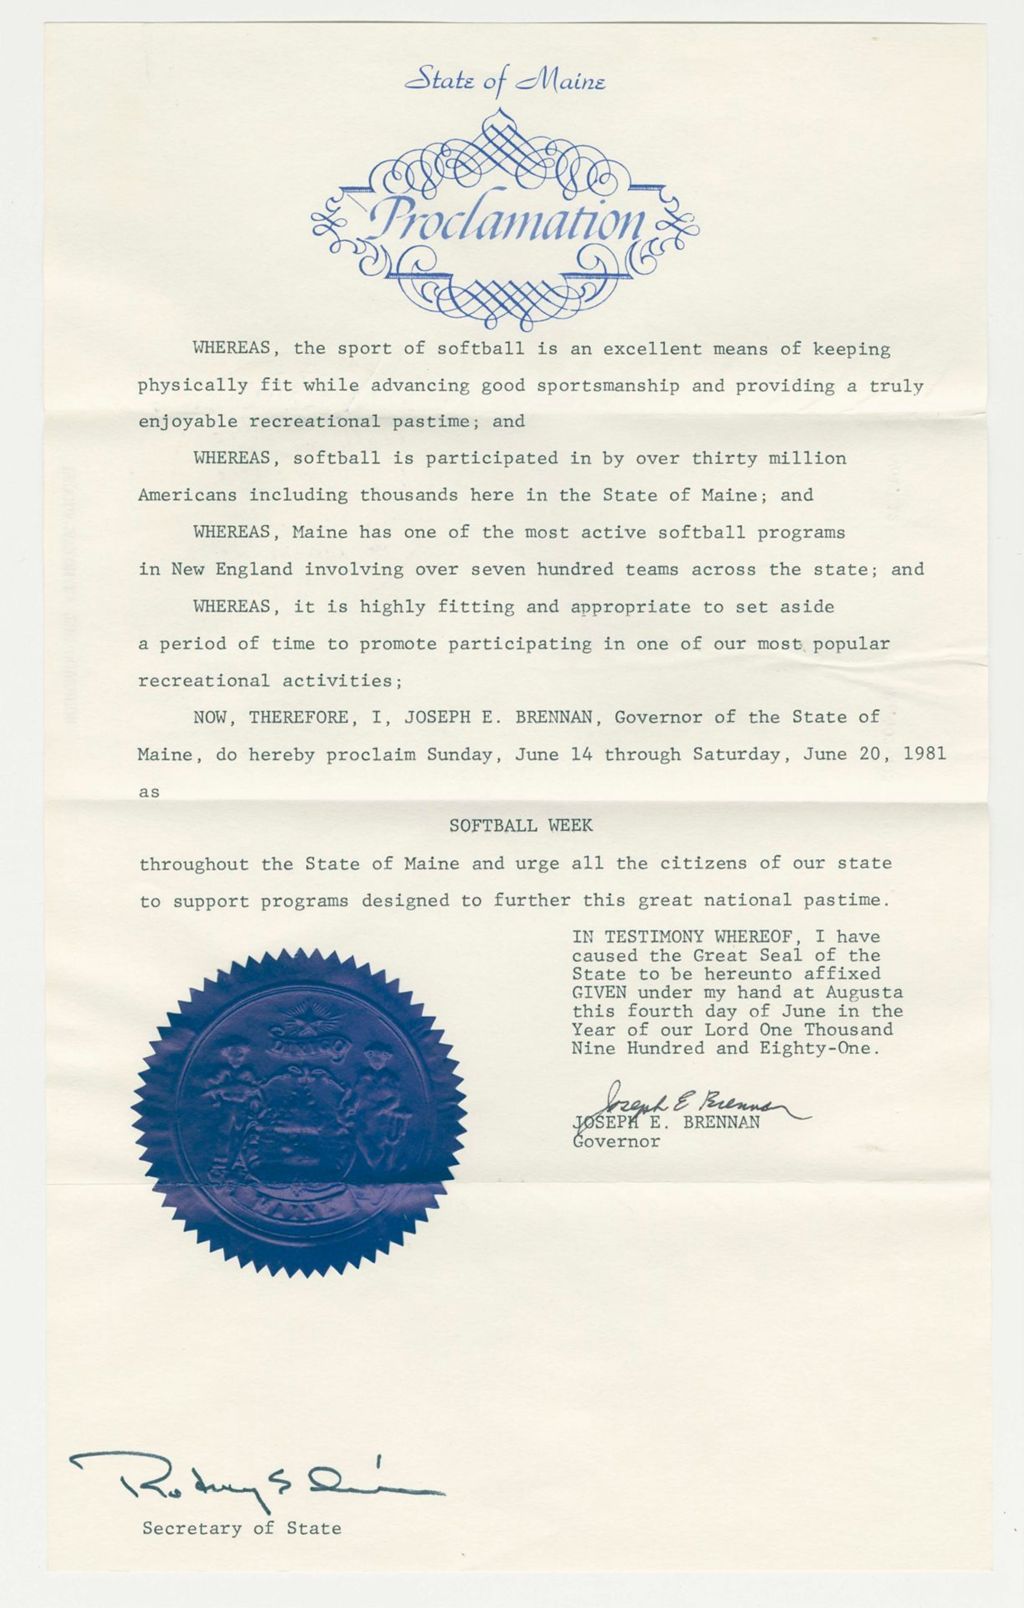 State of Maine
Proclamation
WHEREAS, the sport of softball is an excellent means of keeping
physically fit while advancing good sportsmanship and providing a truly
enjoyable recreational pastime; and
WHEREAS, softball is participated in by over thirty million
Americans including thousands here in the State of Maine; and
WHEREAS, Maine has one of the most active softball programs
in New England involving over seven hundred teams across the state; and
WHEREAS, it is highly fitting and appropriate to set aside
a period of time to promote participating in one of our most popular
recreational activities;
NOW, THEREFORE, I, JOSEPH E. BRENNAN, Governor of the State of
Maine, do hereby proclaim Sunday, June 14 through Saturday, June 20, 1981
as
SOFTBALL WEEK
throughout the State of Maine and urge all the citizens of our state
to support programs designed to further this great national pastime.
IN TESTIMONY WHEREOF, I have
caused the Great Seal of the
State to be hereunto affixed
GIVEN under my hand at Augusta
this fourth day of June in the
Year of our Lord One Thousand
Nine Hundred and Eighty-One.
Joseph E Brennan
JOSEPH E. BRENNAN
Governor
DIRIGO
MAINE
Rodney S
Secretary of State